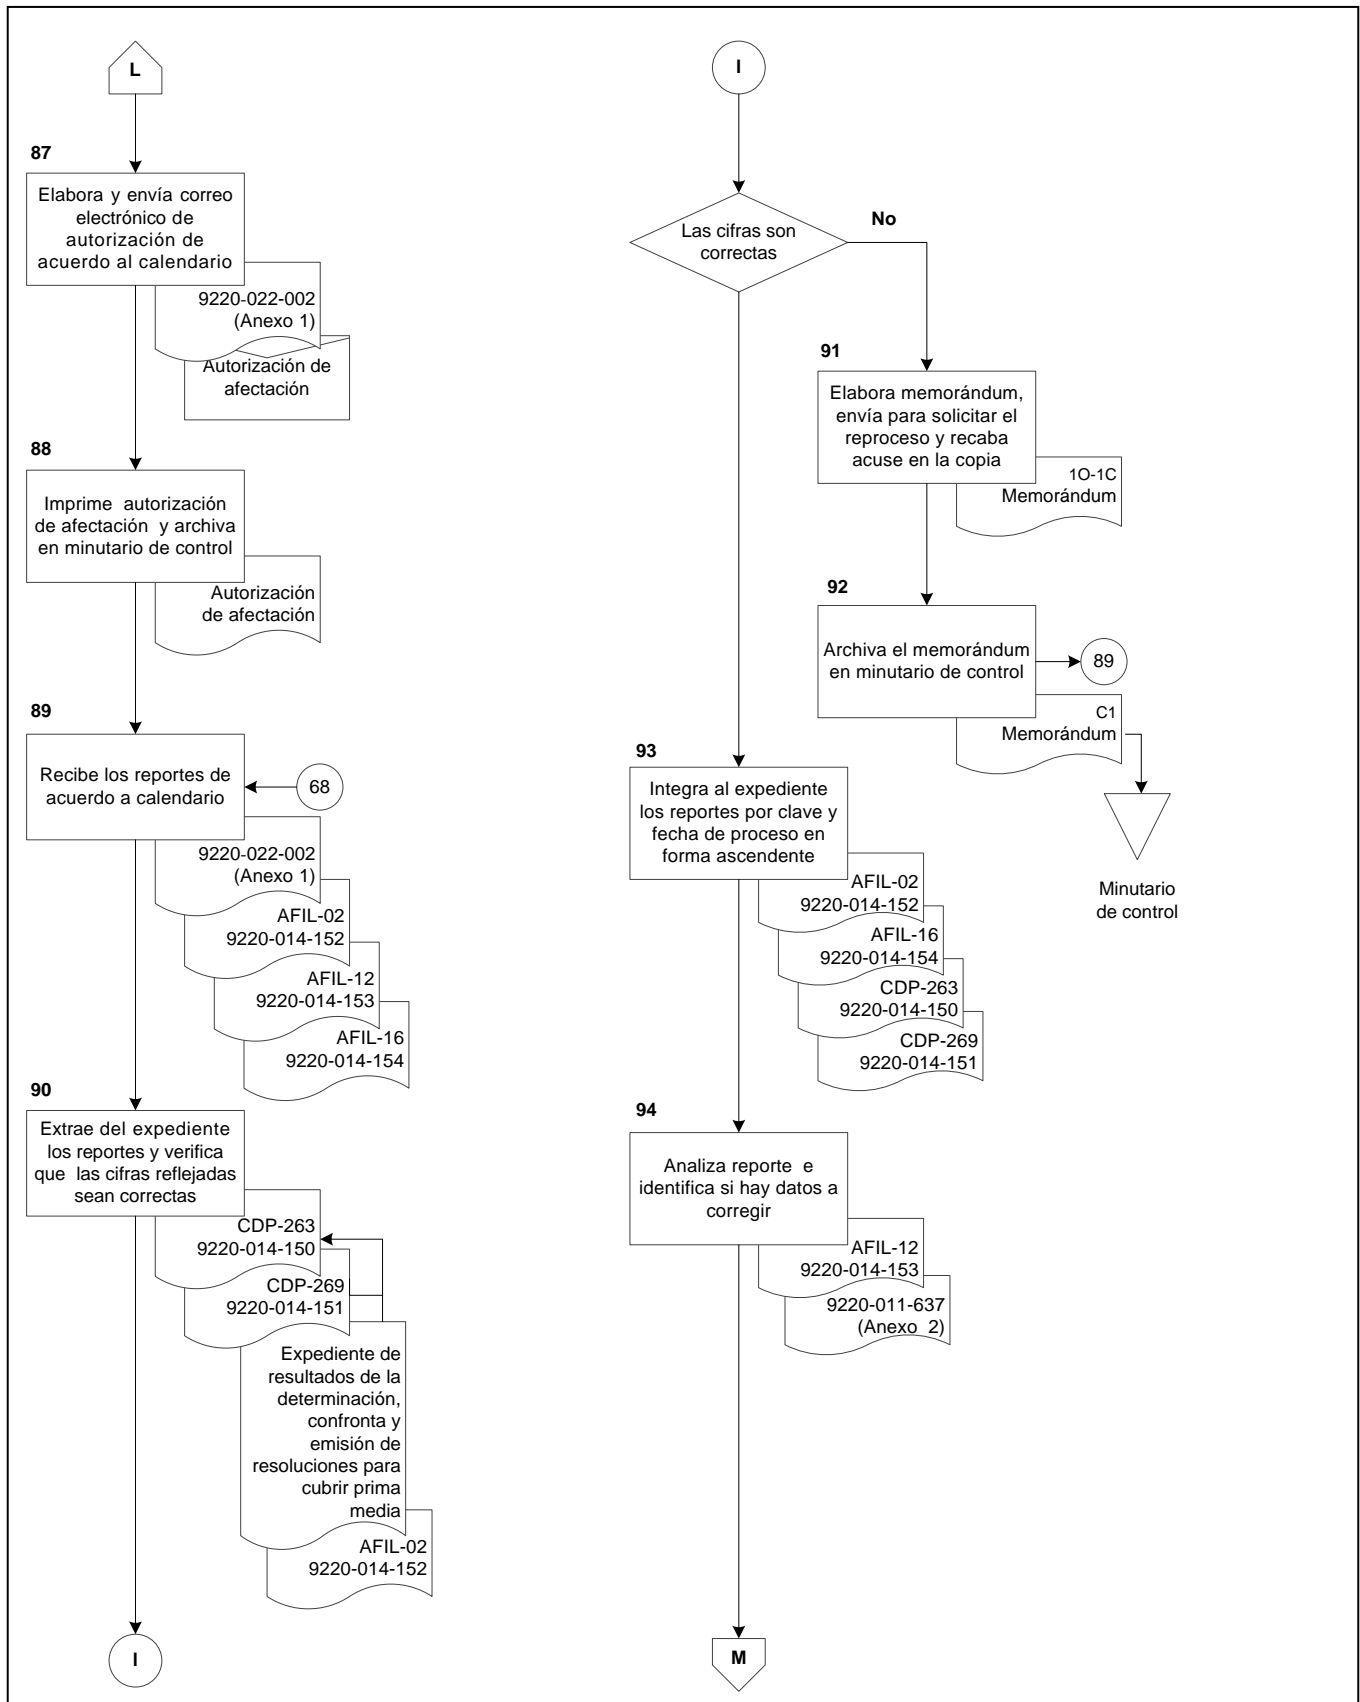 L
87
Elabora y envía correo
electrónico de
autorización de
acuerdo al calendario
9220-022-002
(Anexo 1)
Autorización de
afectación
88
Imprime autorización
de afectación y archiva
en minutario de control
Autorización
de afectación
89
Recibe los reportes de
acuerdo a calendario
68
9220-022-002
(Anexo 1)
AFIL-02
9220-014-152
AFIL-12
9220-014-153
AFIL-16
9220-014-154
90
Extrae del expediente
los reportes y verifica
que las cifras reflejadas
sean correctas
CDP-263
9220-014-150
CDP-269
9220-014-151
Expediente de
resultados de la
determinación,
confronta y
emisión de
resoluciones para
cubrir prima
media
AFIL-02
9220-014-152
I
I
Las cifras son
correctas
No
91
Elabora memorándum,
envía para solicitar el
reproceso y recaba
acuse en la copia
1O-1C
Memorándum
92
Archiva el memorándum
en minutario de control
89
C1
Memorándum
Minutario
de control
93
Integra al expediente
los reportes por clave y
fecha de proceso en
forma ascendente
AFIL-02
9220-014-152
AFIL-16
9220-014-154
CDP-263
9220-014-150
CDP-269
9220-014-151
94
Analiza reporte e
identifica si hay datos a
corregir
AFIL-12
9220-014-153
9220-011-637
(Anexo 2)
M